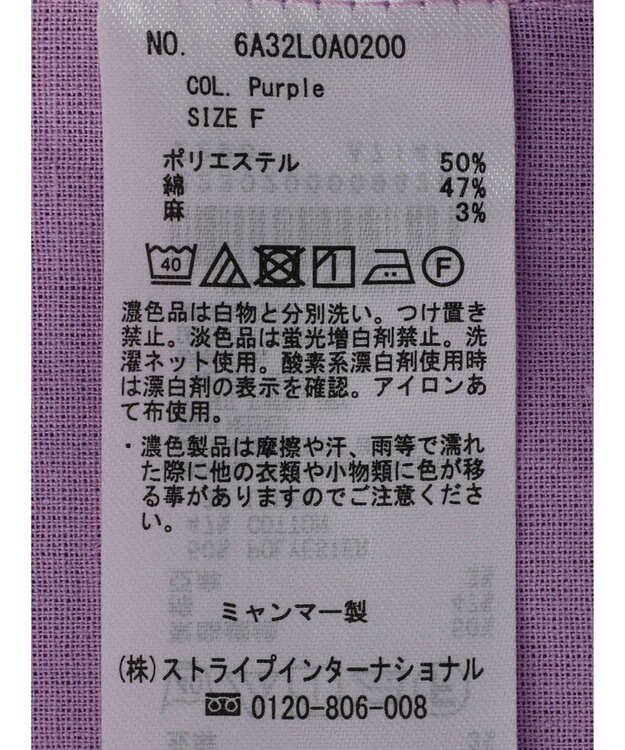 NO. 6A32L0A0200
COL. Purple
SIZE F
ポリエステル 50%
綿 47%
麻 3%
40 F
濃色品は白物と分別洗い。つけ置き
禁止。淡色品は蛍光増白剤禁止。洗
濯ネット使用。酸素系漂白剤使用時
は漂白剤の表示を確認。アイロンあ
て布使用。
・濃色製品は摩擦や汗、雨等で濡れ
た際に他の衣類や小物類に色が移
る事がありますのでご注意くださ
い。
ミャンマー製
(株)ストライプインターナショナル
0120-806-008